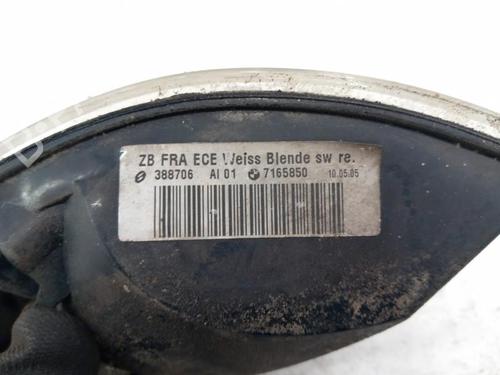 ZB FRA ECE Weiss Blende sw re.
388706 AI 01 7165850 10.05.05